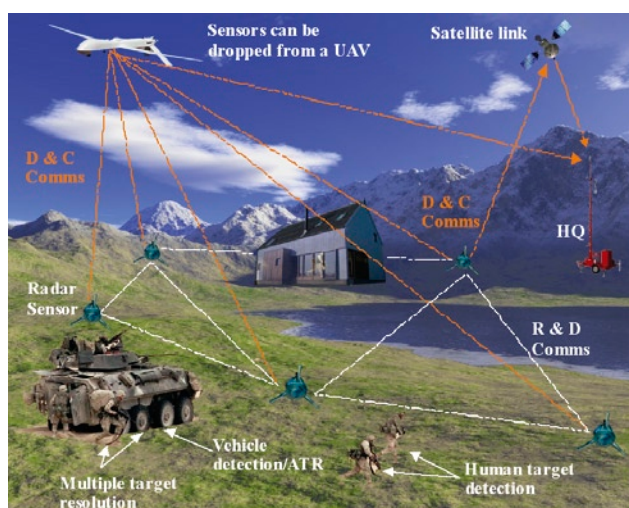 Sensors can be
dropped from a UAV
Satellite link
D & C
Comms
D & C
Comms
HQ
Radar
Sensor
R & D
Comms
Vehicle
detection/ATR
Multiple target
resolution
Human target
detection